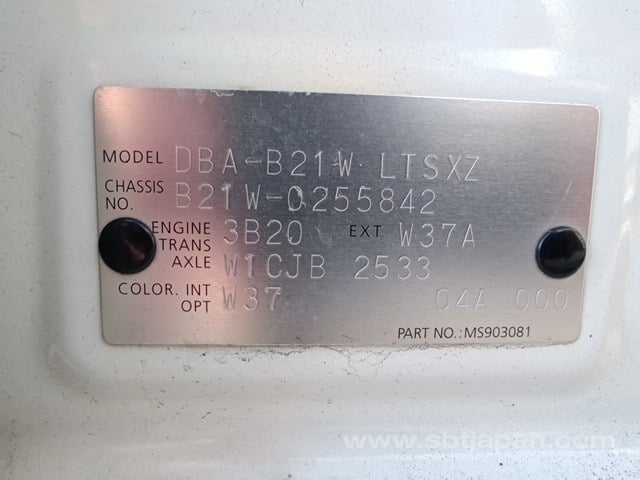 MODEL DBA-B21W LTSXZ
CHASSIS NO. B21W-0255842
ENGINE 3B20 EXT W37A
TRANS AXLE W1CJB 2533
COLOR. INT OPT W37 04A 000
PART NO.:MS903081
www.sbtjapan.com